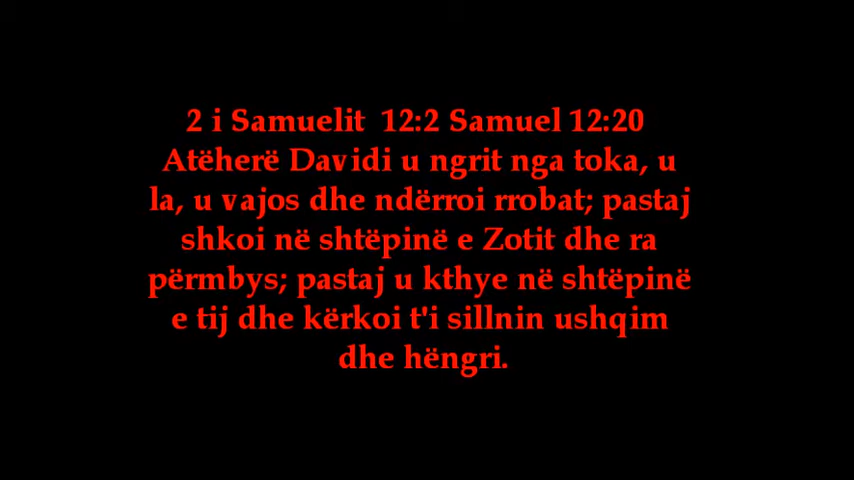 2 i Samuelit  12:2 Samuel 12:20
Atëherë Davidi u ngrit nga toka, u
la, u vajos dhe ndërroi rrobat; pastaj
shkoi në shtëpinë e Zotit dhe ra
përmbys; pastaj u kthye në shtëpinë
e tij dhe kërkoi t'i sillnin ushqim
dhe hëngri.